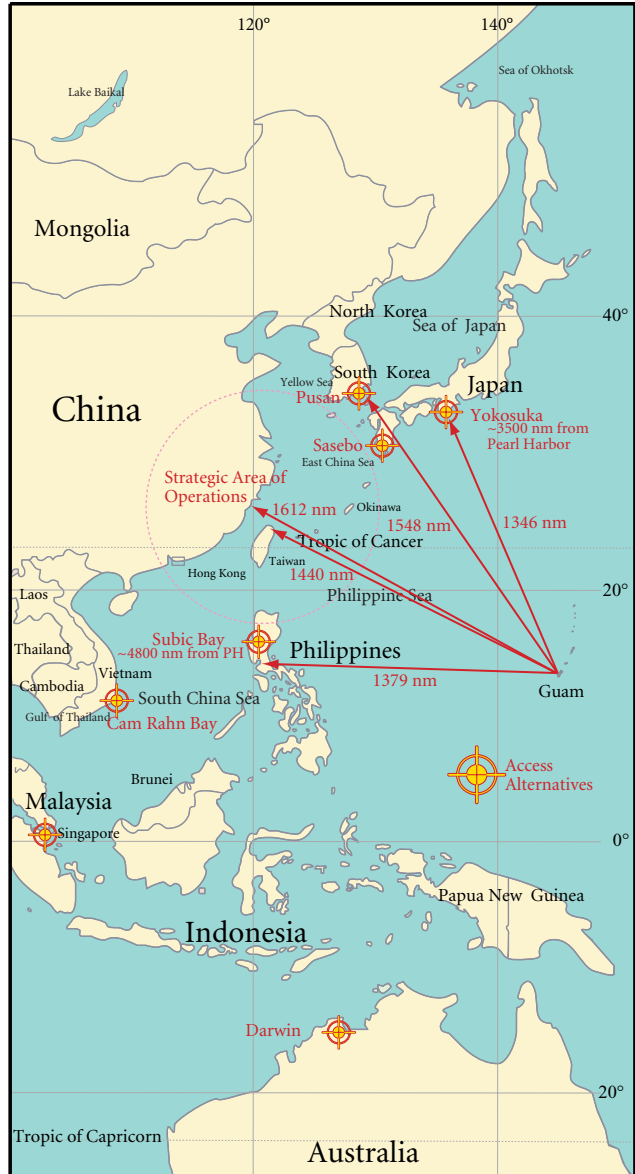 120°
140°
Sea of Okhotsk
Lake Baikal
Mongolia
North Korea
40°
Sea of Japan
South Korea
Yellow Sea
Japan
Pusan
China
Yokosuka
~3500 nm from
Pearl Harbor
Sasebo
East China Sea
Strategic Area of
Operations
1612 nm
Okinawa
1548 nm
1346 nm
Tropic of Cancer
Taiwan
Hong Kong
1440 nm
20°
Laos
Philippine Sea
Subic Bay
~4800 nm from PH
Philippines
Thailand
Vietnam
1379 nm
Cambodia
Guam
South China Sea
Gulf of Thailand
Cam Rahn Bay
Access
Alternatives
Brunei
Malaysia
Singapore
0°
Papua New Guinea
Indonesia
Darwin
20°
Tropic of Capricorn
Australia